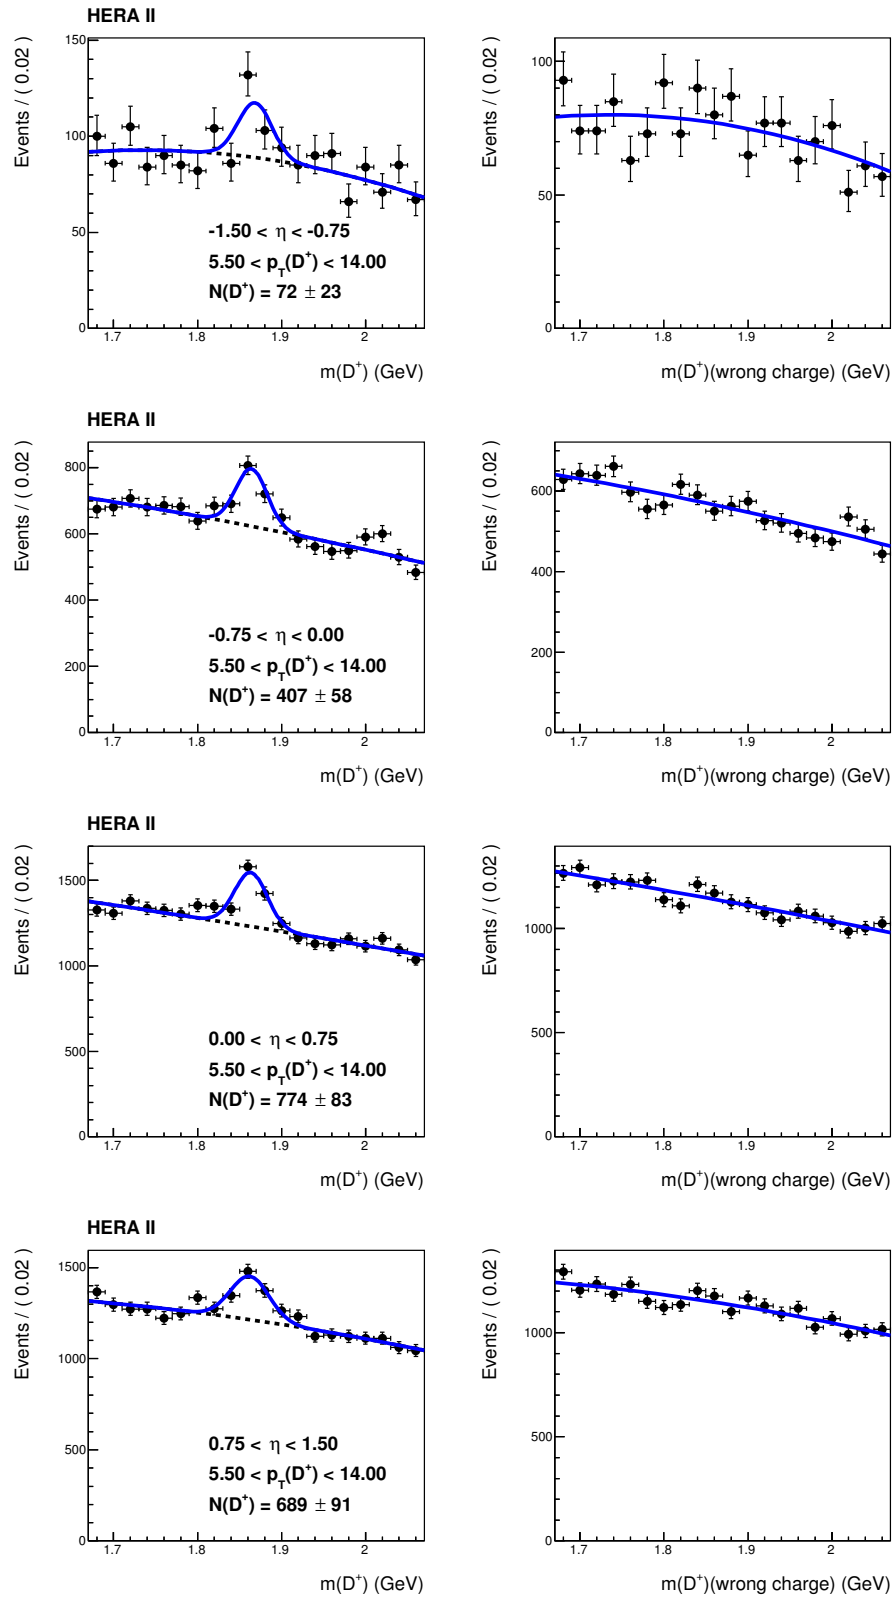 HERA II
Events / ( 0.02 )
150
100
50
0
-1.50 < η < -0.75
5.50 < p_T(D⁺) < 14.00
N(D⁺) = 72 ± 23
1.7 1.8 1.9 2
m(D⁺) (GeV)
Events / ( 0.02 )
100
50
0
1.7 1.8 1.9 2
m(D⁺)(wrong charge) (GeV)
HERA II
Events / ( 0.02 )
800
600
400
200
0
-0.75 < η < 0.00
5.50 < p_T(D⁺) < 14.00
N(D⁺) = 407 ± 58
1.7 1.8 1.9 2
m(D⁺) (GeV)
Events / ( 0.02 )
600
400
200
0
1.7 1.8 1.9 2
m(D⁺)(wrong charge) (GeV)
HERA II
Events / ( 0.02 )
1500
1000
500
0
0.00 < η < 0.75
5.50 < p_T(D⁺) < 14.00
N(D⁺) = 774 ± 83
1.7 1.8 1.9 2
m(D⁺) (GeV)
Events / ( 0.02 )
1000
500
0
1.7 1.8 1.9 2
m(D⁺)(wrong charge) (GeV)
HERA II
Events / ( 0.02 )
1500
1000
500
0
0.75 < η < 1.50
5.50 < p_T(D⁺) < 14.00
N(D⁺) = 689 ± 91
1.7 1.8 1.9 2
m(D⁺) (GeV)
Events / ( 0.02 )
1000
500
0
1.7 1.8 1.9 2
m(D⁺)(wrong charge) (GeV)